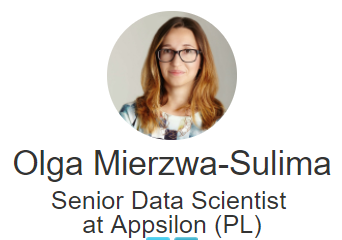 Olga Mierzwa-Sulima
Senior Data Scientist
at Appsilon (PL)